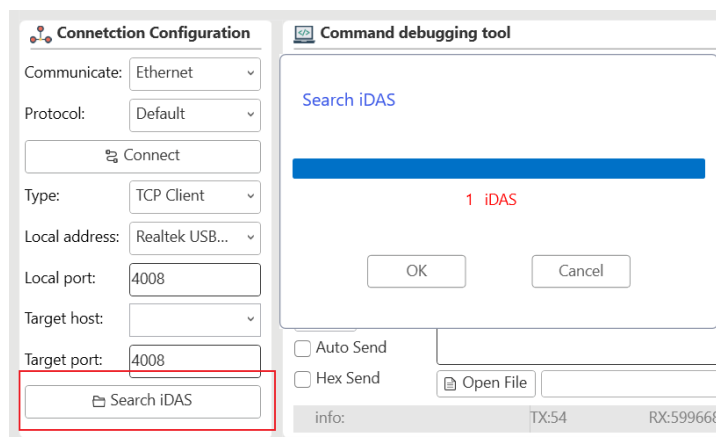 Connetction Configuration
Communicate: Ethernet
Protocol: Default
Connect
Type: TCP Client
Local address: Realtek USB...
Local port: 4008
Target host:
Target port: 4008
Search iDAS
Command debugging tool
Search iDAS
1 iDAS
OK Cancel
Auto Send
Hex Send
Open File
info: TX:54 RX:599668